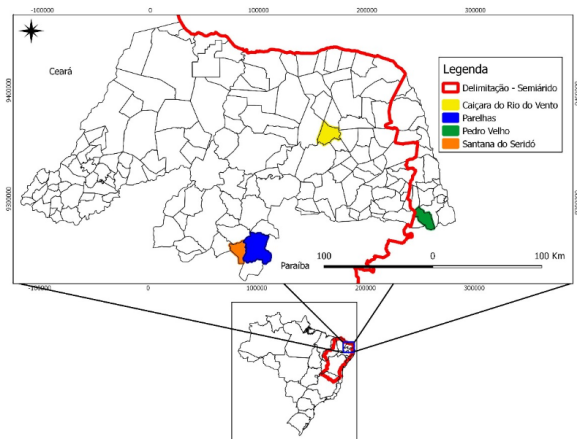 -100000 0 100000 200000 300000
Ceará
9400000
9300000
Legenda
Delimitação - Semiárido
Caiçara do Rio do Vento
Parelhas
Pedro Velho
Santana do Seridó
Paraíba
100 0 100 Km
-100000 0 100000 200000 300000